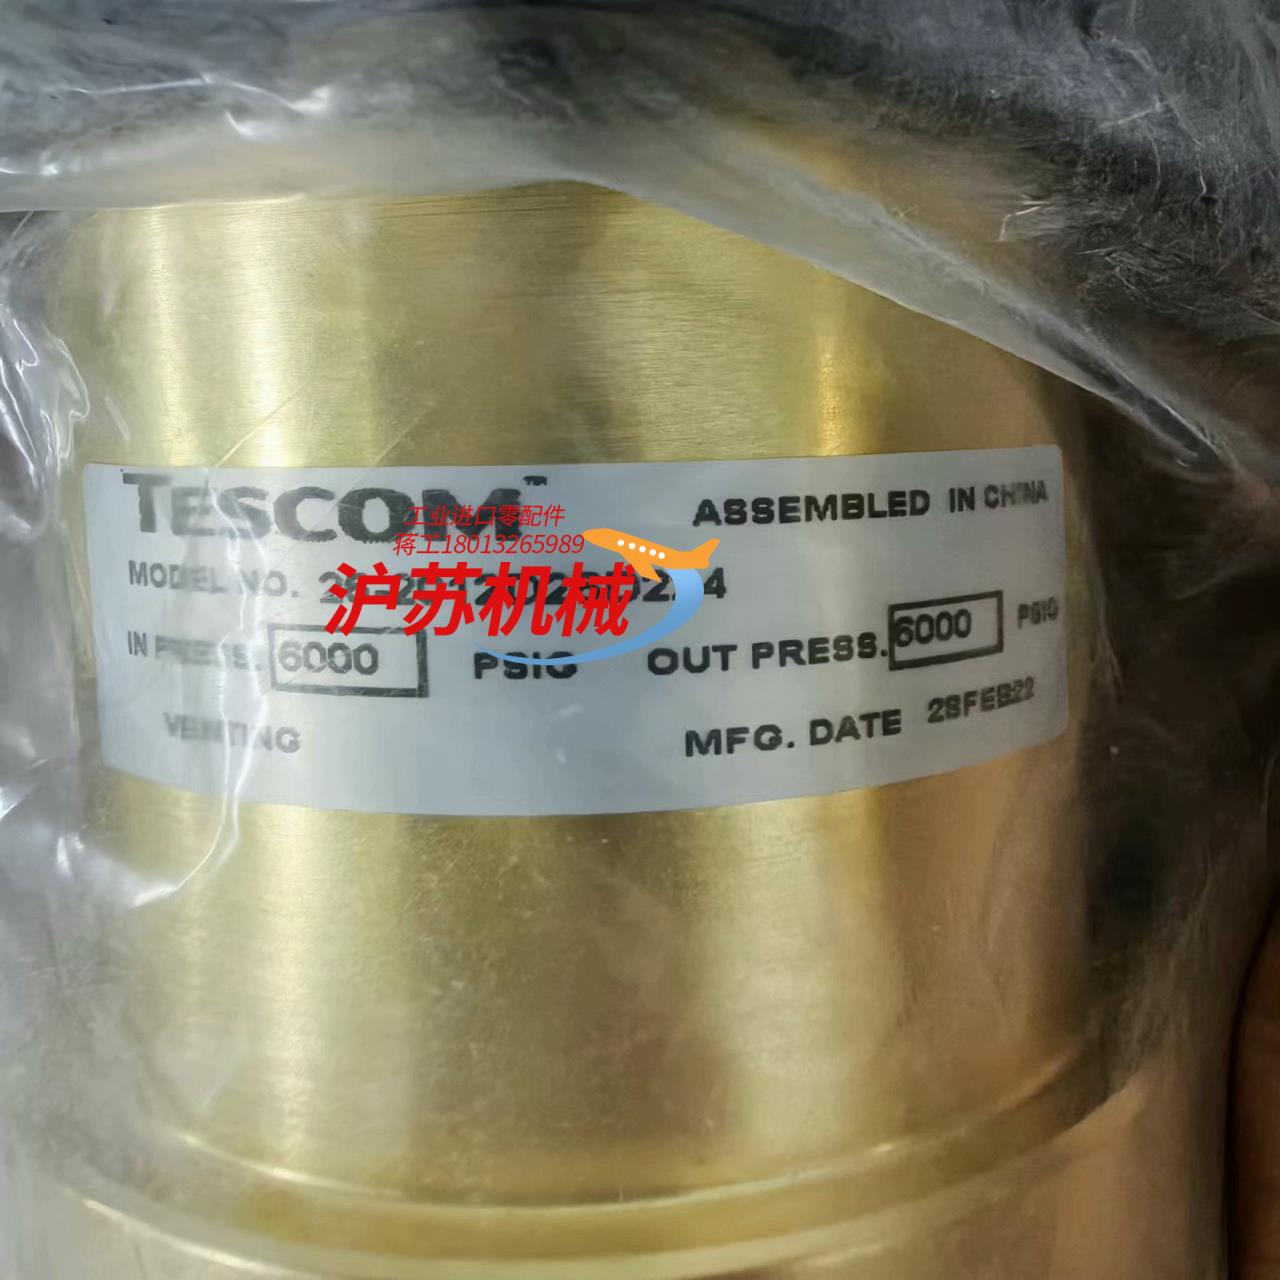 TESCOM™
ASSEMBLED IN CHINA
工业进口零配件
蒋工18013265989
MODEL NO.
沪苏机械
IN PRESS. 6000 PSIG
OUT PRESS. 6000 PSIG
VENTING
MFG. DATE 28FEB22